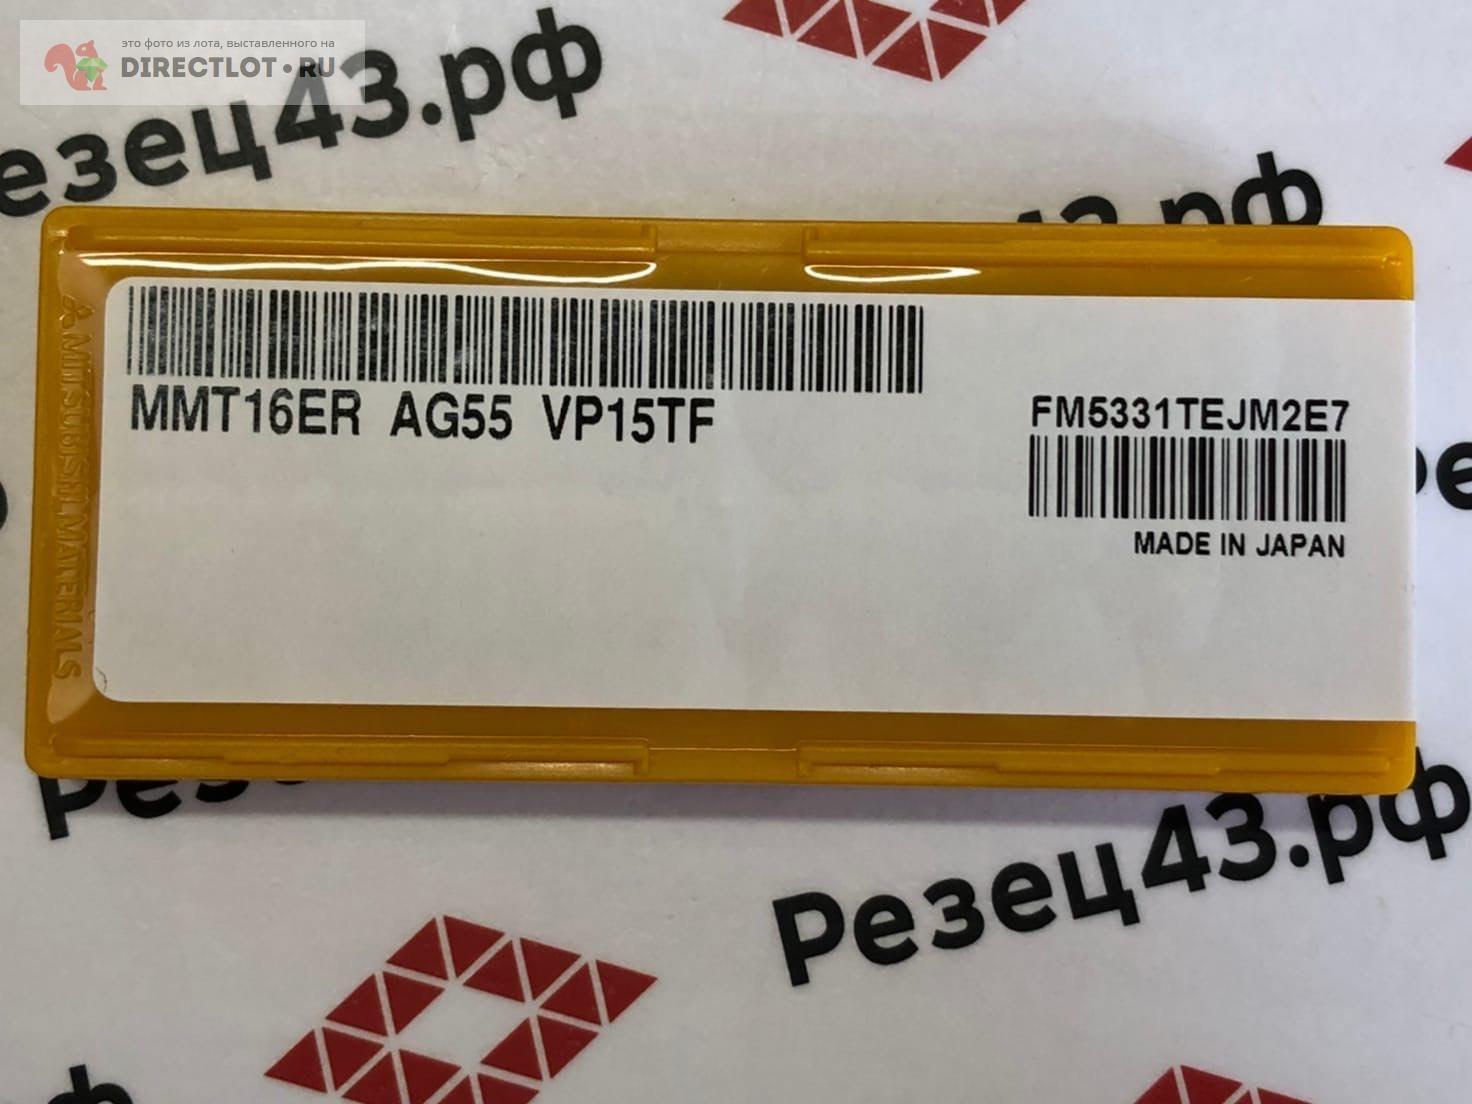 это фото из лота, выставленного на
DIRECTLOT.RU
Резец43.рф
MMT16ER AG55 VP15TF
FM5331TEJM2E7
MADE IN JAPAN
MITSUBISHI MATERIALS
Резец43.рф